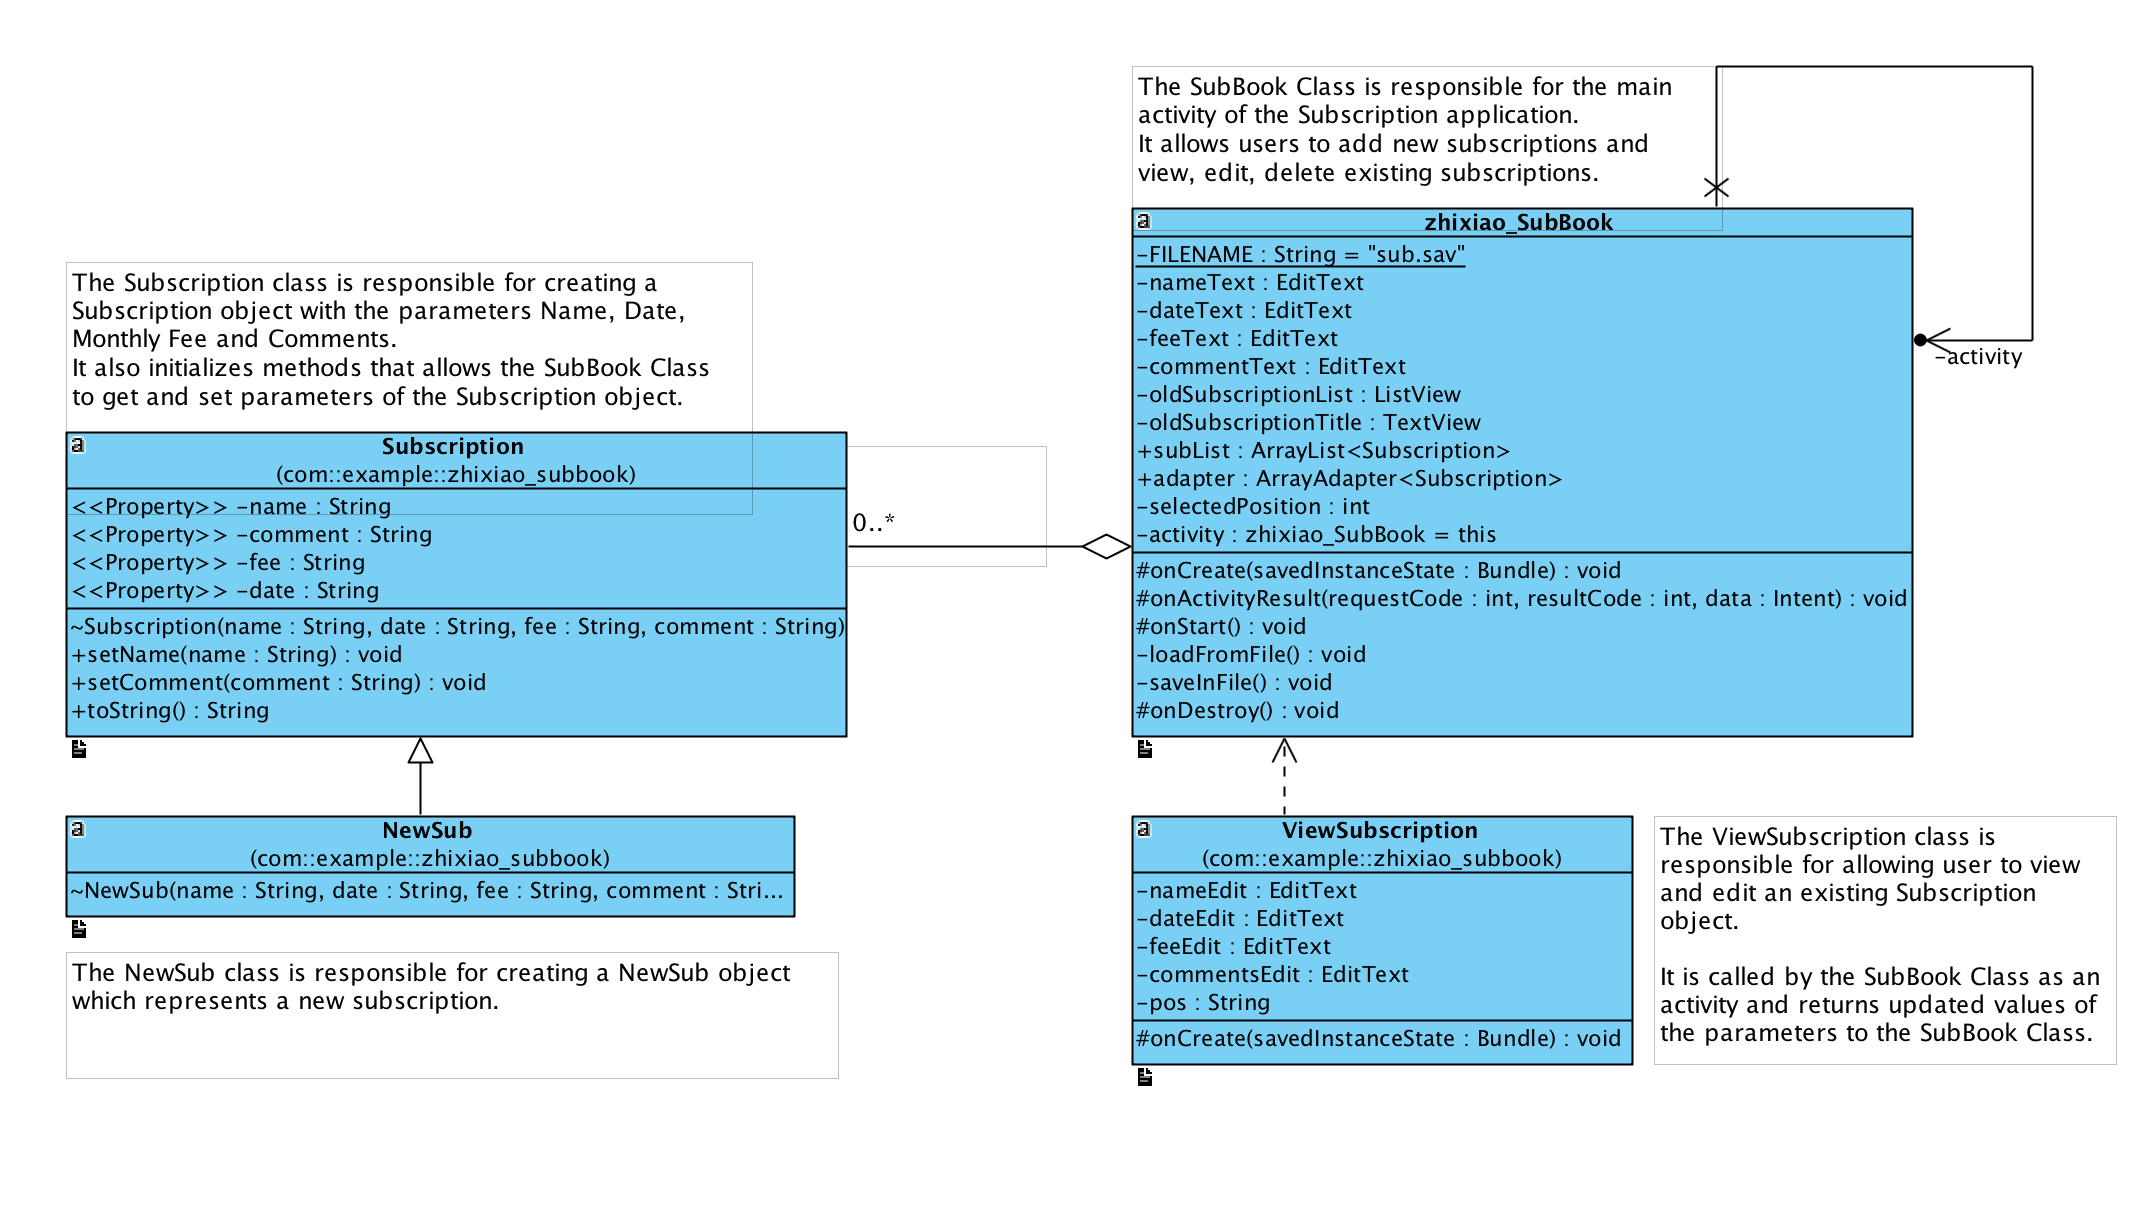 The SubBook Class is responsible for the main
activity of the Subscription application.
It allows users to add new subscriptions and
view, edit, delete existing subscriptions.
a
zhixiao_SubBook
-FILENAME : String = "sub.sav"
-nameText : EditText
-dateText : EditText
-feeText : EditText
-commentText : EditText
-oldSubscriptionList : ListView
-oldSubscriptionTitle : TextView
+subList : ArrayList<Subscription>
+adapter : ArrayAdapter<Subscription>
-selectedPosition : int
-activity : zhixiao_SubBook = this
#onCreate(savedInstanceState : Bundle) : void
#onActivityResult(requestCode : int, resultCode : int, data : Intent) : void
#onStart() : void
-loadFromFile() : void
-saveInFile() : void
#onDestroy() : void
-activity
The Subscription class is responsible for creating a
Subscription object with the parameters Name, Date,
Monthly Fee and Comments.
It also initializes methods that allows the SubBook Class
to get and set parameters of the Subscription object.
a
Subscription
(com::example::zhixiao_subbook)
<<Property>> -name : String
<<Property>> -comment : String
<<Property>> -fee : String
<<Property>> -date : String
~Subscription(name : String, date : String, fee : String, comment : String)
+setName(name : String) : void
+setComment(comment : String) : void
+toString() : String
0..*
a
NewSub
(com::example::zhixiao_subbook)
~NewSub(name : String, date : String, fee : String, comment : Stri...
The NewSub class is responsible for creating a NewSub object
which represents a new subscription.
a
ViewSubscription
(com::example::zhixiao_subbook)
-nameEdit : EditText
-dateEdit : EditText
-feeEdit : EditText
-commentsEdit : EditText
-pos : String
#onCreate(savedInstanceState : Bundle) : void
The ViewSubscription class is
responsible for allowing user to view
and edit an existing Subscription
object.
It is called by the SubBook Class as an
activity and returns updated values of
the parameters to the SubBook Class.